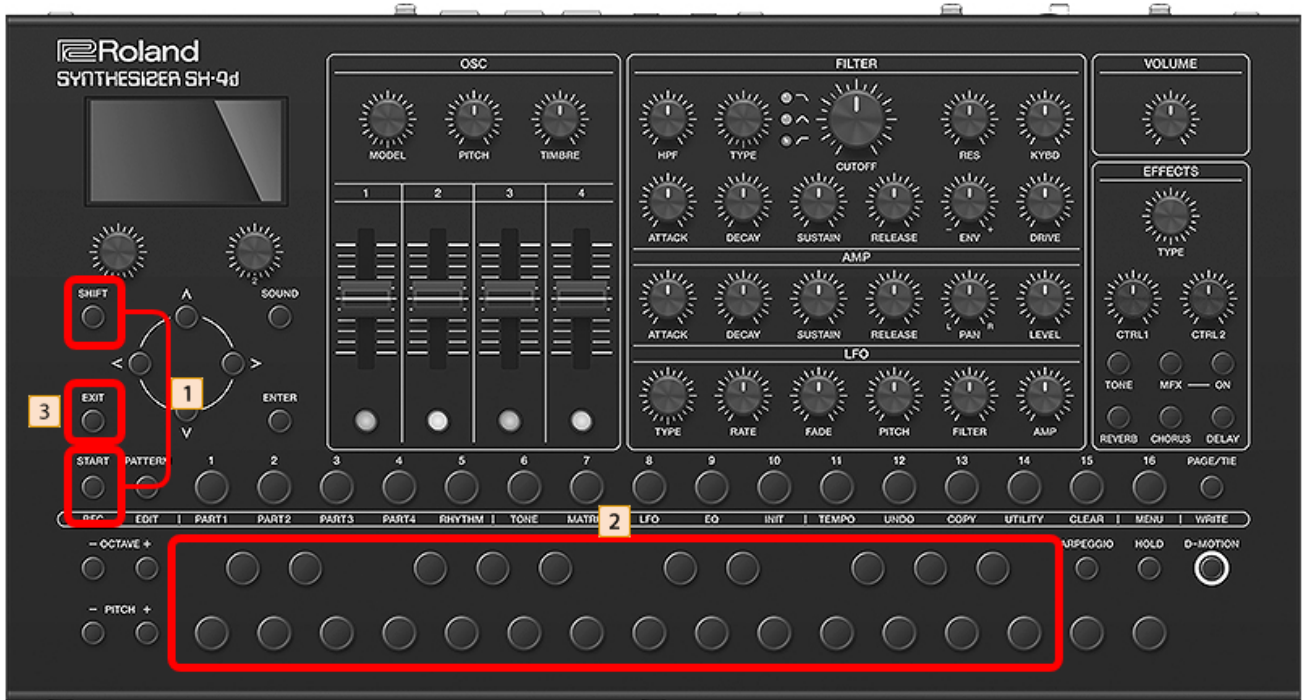 Roland
SYNTHESIZER SH-4d
OSC
MODEL PITCH TIMBRE
1 2 3 4
FILTER
HPF TYPE CUTOFF RES KYBD
ATTACK DECAY SUSTAIN RELEASE - ENV + DRIVE
AMP
ATTACK DECAY SUSTAIN RELEASE L PAN R LEVEL
LFO
TYPE RATE FADE PITCH FILTER AMP
VOLUME
EFFECTS
TYPE
CTRL1 CTRL2
TONE MFX — ON
REVERB CHORUS DELAY
2
SHIFT ∧ SOUND
< >
1
3 EXIT ENTER
∨
START PATTERN 1 2 3 4 5 6 7 8 9 10 11 12 13 14 15 16 PAGE/TIE
REC EDIT | PART1 PART2 PART3 PART4 RHYTHM | TONE 2 LFO EQ INIT | TEMPO UNDO COPY UTILITY CLEAR | MENU | WRITE
- OCTAVE + ARPEGGIO HOLD D-MOTION
- PITCH +